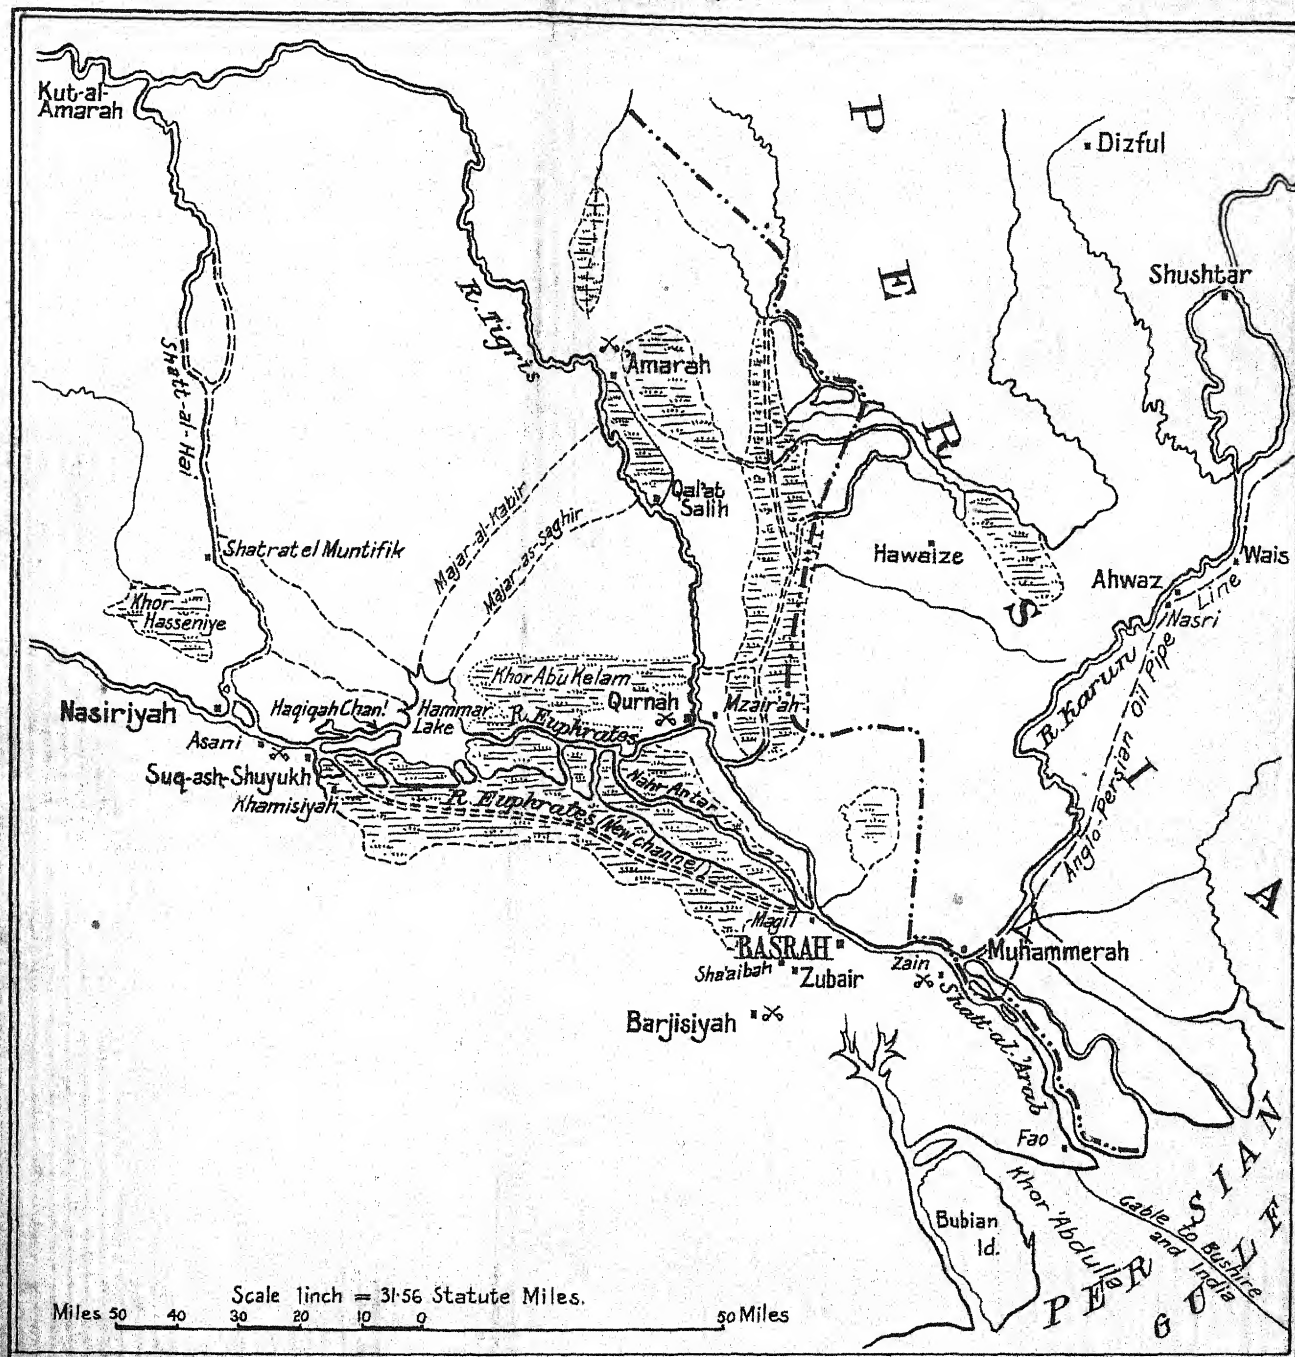 Kut-al-
Amarah
P
E
R
S
I
A
Dizful
Shushtar
R. Tigris
Shatt-al-Hai
Amarah
Qal'at
Salih
Majar-al-Kabir
Majar-as-saghir
Shatrat el Muntifik
Hawaize
Wais
Ahwaz
Nasri
Anglo-Persian Oil Pipe Line
R. Karun
Khor
Hasseniye
Khor Abu Kelam
Nasiriyah
Haqiqah Chanl.
Hammar
Lake
R. Euphrates
Qurnah
Mzairah
Asani
Suq-ash-Shuyukh
Khamisiyah
R. Euphrates (New Channel)
Nahr Antar
Magil
BASRAH
Sha'aibah
Zubair
Zain
Muhammerah
Barjisiyah
Shatt-al-'Arab
Fao
Khor 'Abdulla
Bubian
Id.
Cable to Bushire
and India
PERSIAN
GULF
Scale 1inch = 31·56 Statute Miles.
Miles 50 40 30 20 10 0 50 Miles